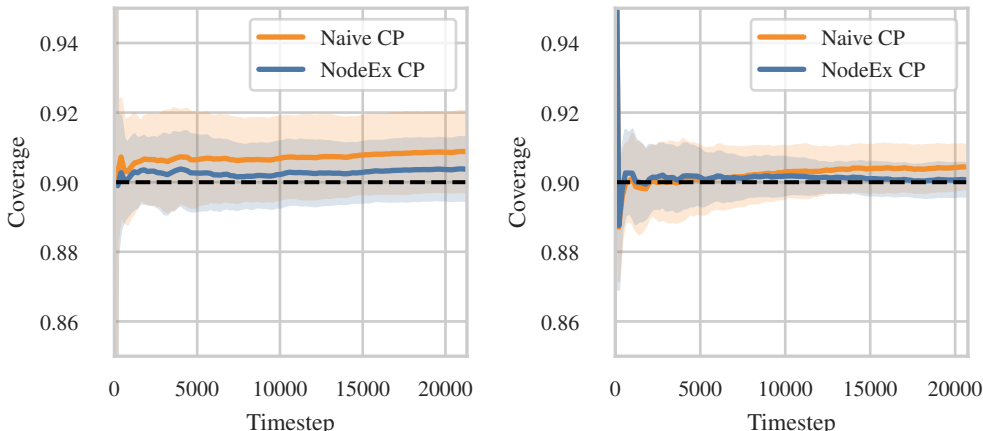 0.94
0.92
0.90
0.88
0.86
Coverage
0 5000 10000 15000 20000
Timestep
Naive CP
NodeEx CP
0.94
0.92
0.90
0.88
0.86
Coverage
0 5000 10000 15000 20000
Timestep
Naive CP
NodeEx CP